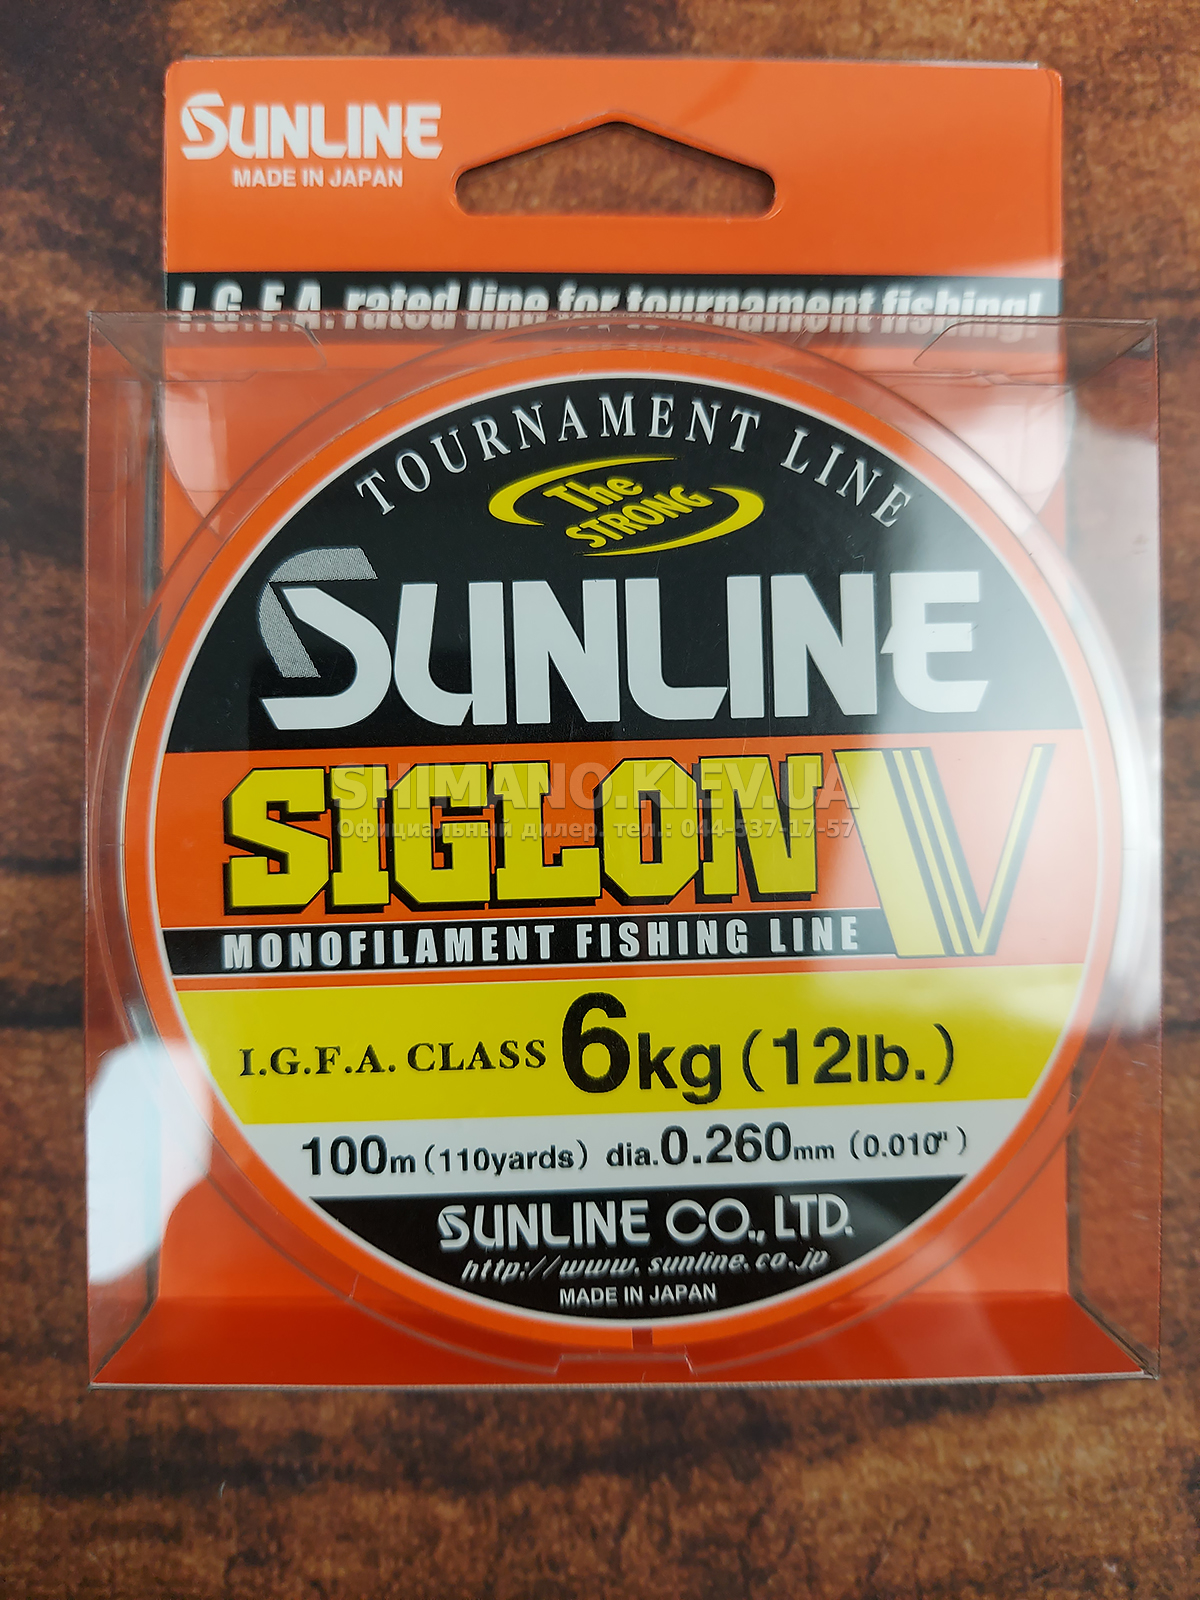 SUNLINE
MADE IN JAPAN
I.G.F.A. rated line for tournament fishing!
TOURNAMENT LINE
The
STRONG
SUNLINE
SIGLON V
SHIMANO.KIEV.UA
Официальный дилер. тел.: 044-537-17-57
MONOFILAMENT FISHING LINE
I.G.F.A. CLASS 6kg (12lb.)
100m (110yards) dia.0.260mm (0.010")
SUNLINE CO., LTD.
http://www.sunline.co.jp
MADE IN JAPAN